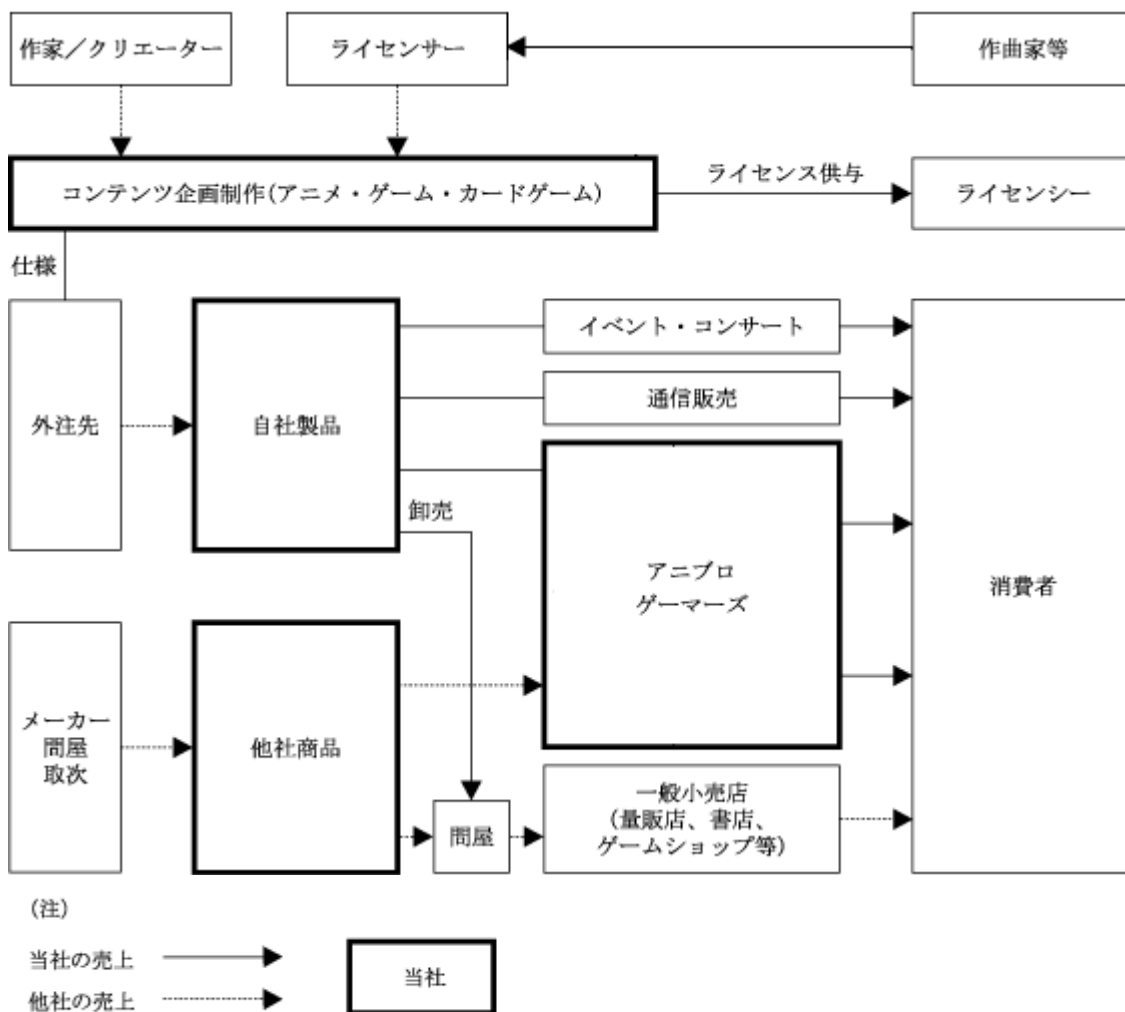 作家／クリエーター
ライセンサー
作曲家等
コンテンツ企画制作(アニメ・ゲーム・カードゲーム)
ライセンス供与
ライセンシー
仕様
外注先
自社製品
イベント・コンサート
通信販売
卸売
アニブロ
ゲーマーズ
消費者
メーカー
問屋
取次
他社商品
問屋
一般小売店
(量販店、書店、
ゲームショップ等)
(注)
当社の売上
他社の売上
当社